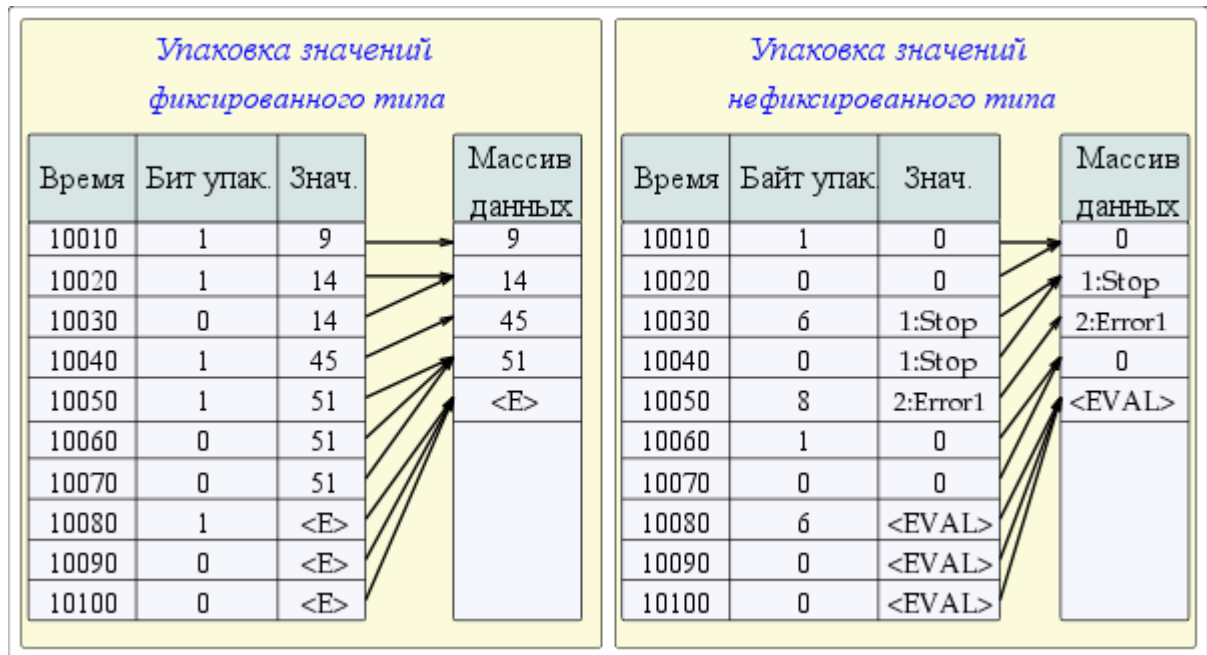 Упаковка значений
фиксированного типа
Время Бит упак. Знач. Массив данных
10010 1 9 9
10020 1 14 14
10030 0 14 45
10040 1 45 51
10050 1 51 <E>
10060 0 51
10070 0 51
10080 1 <E>
10090 0 <E>
10100 0 <E>
Упаковка значений
нефиксированного типа
Время Байт упак. Знач. Массив данных
10010 1 0 0
10020 0 0 1:Stop
10030 6 1:Stop 2:Error1
10040 0 1:Stop 0
10050 8 2:Error1 <EVAL>
10060 1 0
10070 0 0
10080 6 <EVAL>
10090 0 <EVAL>
10100 0 <EVAL>